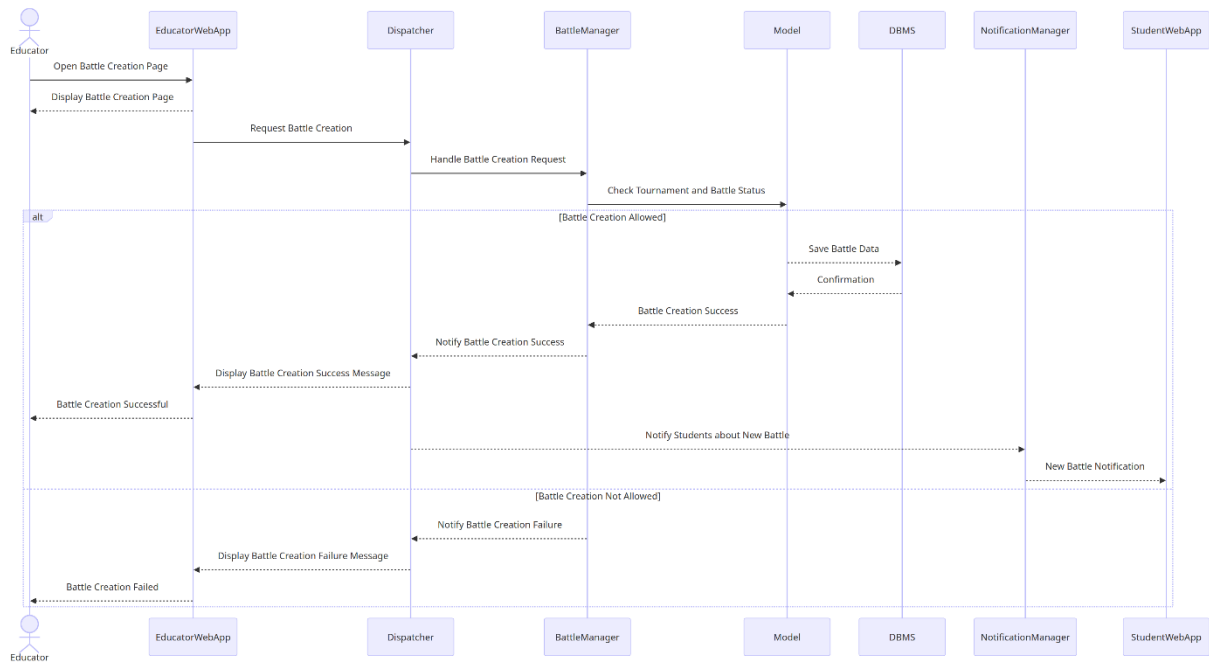 EducatorWebApp
Dispatcher
BattleManager
Model
DBMS
NotificationManager
StudentWebApp
Educator
Open Battle Creation Page
Display Battle Creation Page
Request Battle Creation
Handle Battle Creation Request
Check Tournament and Battle Status
alt
[Battle Creation Allowed]
Save Battle Data
Confirmation
Battle Creation Success
Notify Battle Creation Success
Display Battle Creation Success Message
Battle Creation Successful
Notify Students about New Battle
New Battle Notification
[Battle Creation Not Allowed]
Notify Battle Creation Failure
Display Battle Creation Failure Message
Battle Creation Failed
EducatorWebApp
Dispatcher
BattleManager
Model
DBMS
NotificationManager
StudentWebApp
Educator